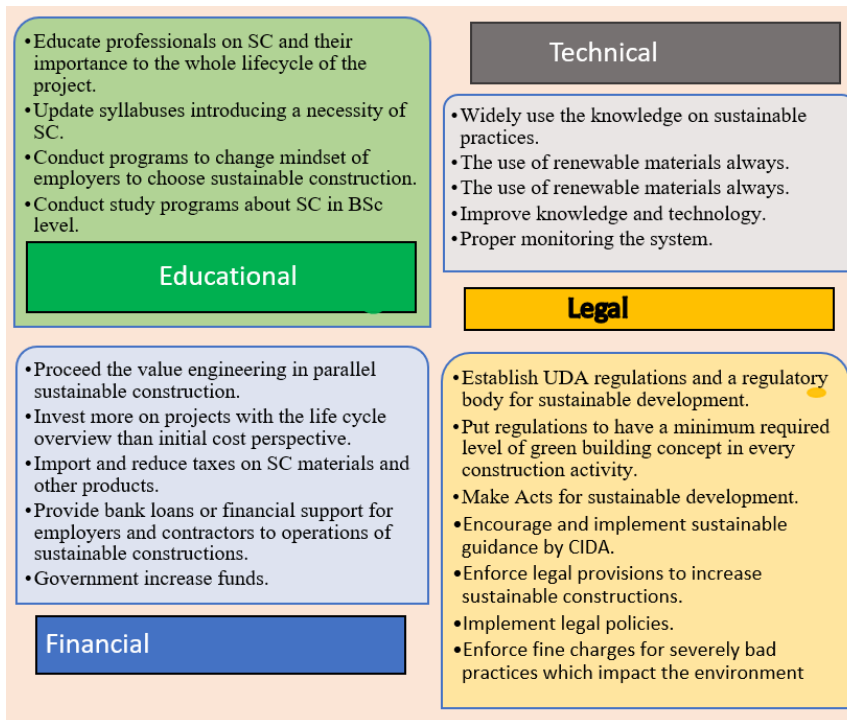 •Educate professionals on SC and their
importance to the whole lifecycle of the
project.
•Update syllabuses introducing a necessity of
SC.
•Conduct programs to change mindset of
employers to choose sustainable construction.
•Conduct study programs about SC in BSc
level.
Educational
Technical
•Widely use the knowledge on sustainable
practices.
•The use of renewable materials always.
•The use of renewable materials always.
•Improve knowledge and technology.
•Proper monitoring the system.
Legal
•Proceed the value engineering in parallel
sustainable construction.
•Invest more on projects with the life cycle
overview than initial cost perspective.
•Import and reduce taxes on SC materials and
other products.
•Provide bank loans or financial support for
employers and contractors to operations of
sustainable constructions.
•Government increase funds.
Financial
•Establish UDA regulations and a regulatory
body for sustainable development.
•Put regulations to have a minimum required
level of green building concept in every
construction activity.
•Make Acts for sustainable development.
•Encourage and implement sustainable
guidance by CIDA.
•Enforce legal provisions to increase
sustainable constructions.
•Implement legal policies.
•Enforce fine charges for severely bad
practices which impact the environment